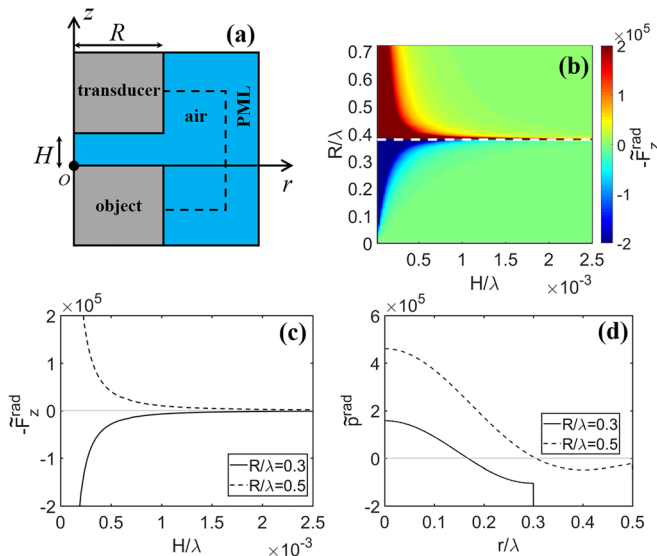 z
R
(a)
transducer
air
PML
H
O
r
object
(b)
R/λ
0.7
0.6
0.5
0.4
0.3
0.2
0.1
0
0.5 1 1.5 2 2.5
H/λ ×10⁻³
×10⁵
2
1
0
-1
-2
-F̃_z^rad
(c)
×10⁵
2
1
0
-1
-2
-F̃_z^rad
R/λ=0.3
R/λ=0.5
0 0.5 1 1.5 2 2.5
H/λ ×10⁻³
(d)
×10⁵
6
4
2
0
-2
p̃^rad
R/λ=0.3
R/λ=0.5
0 0.1 0.2 0.3 0.4 0.5
r/λ